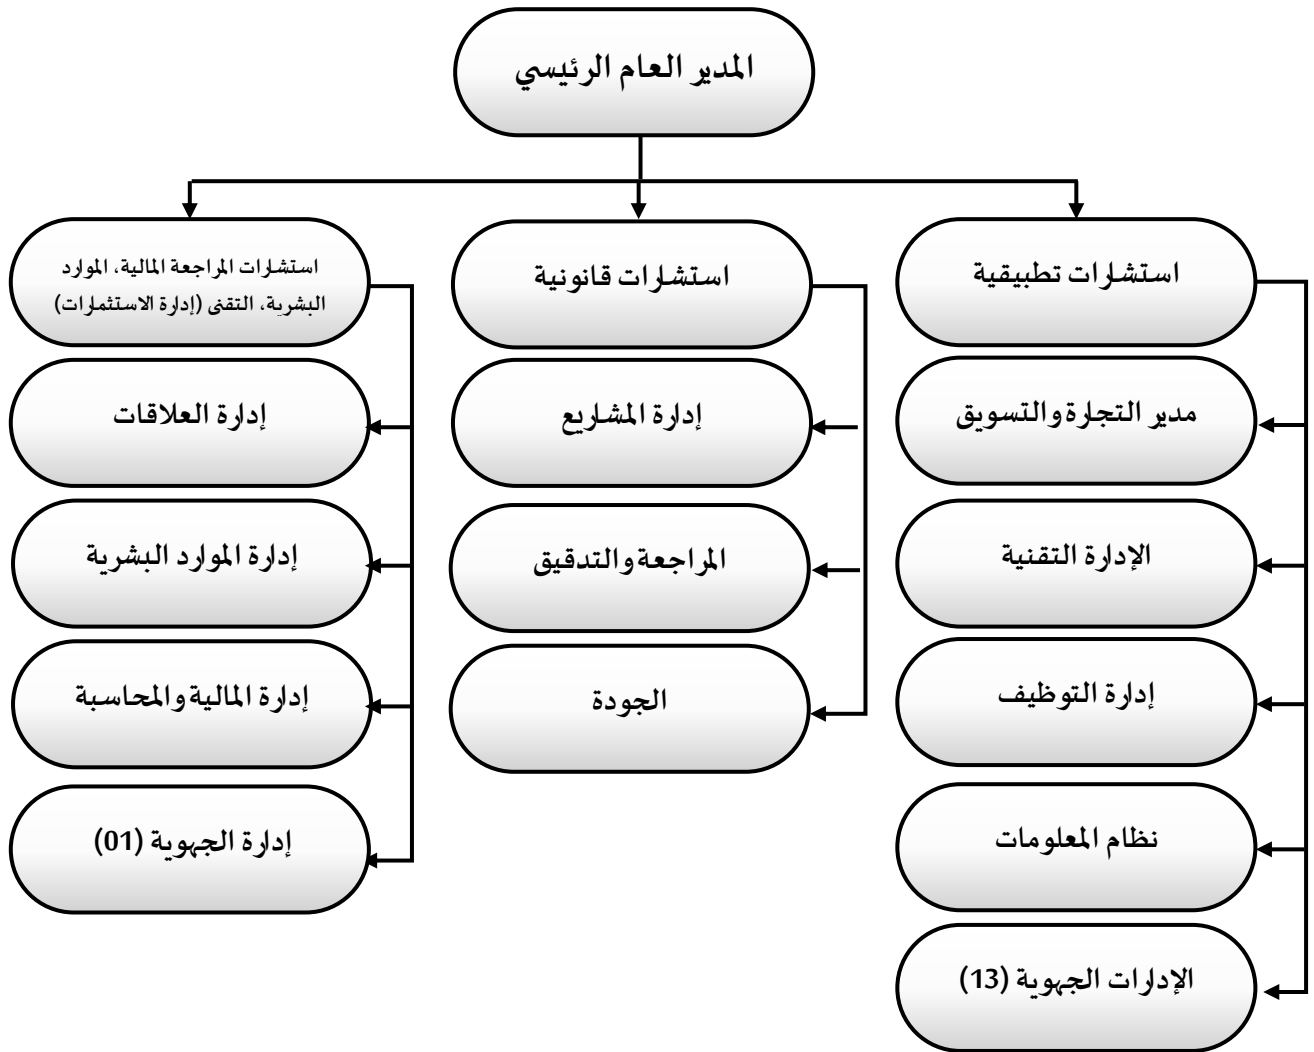 المدير العام الرئيسي
استشارات تطبيقية
مدير التجارة والتسويق
الإدارة التقنية
إدارة التوظيف
نظام المعلومات
الإدارات الجهوية (13)
استشارات قانونية
إدارة المشاريع
المراجعة والتدقيق
الجودة
استشارات المراجعة المالية، الموارد
البشرية، التقني (إدارة الاستثمارات)
إدارة العلاقات
إدارة الموارد البشرية
إدارة المالية والمحاسبة
إدارة الجهوية (01)